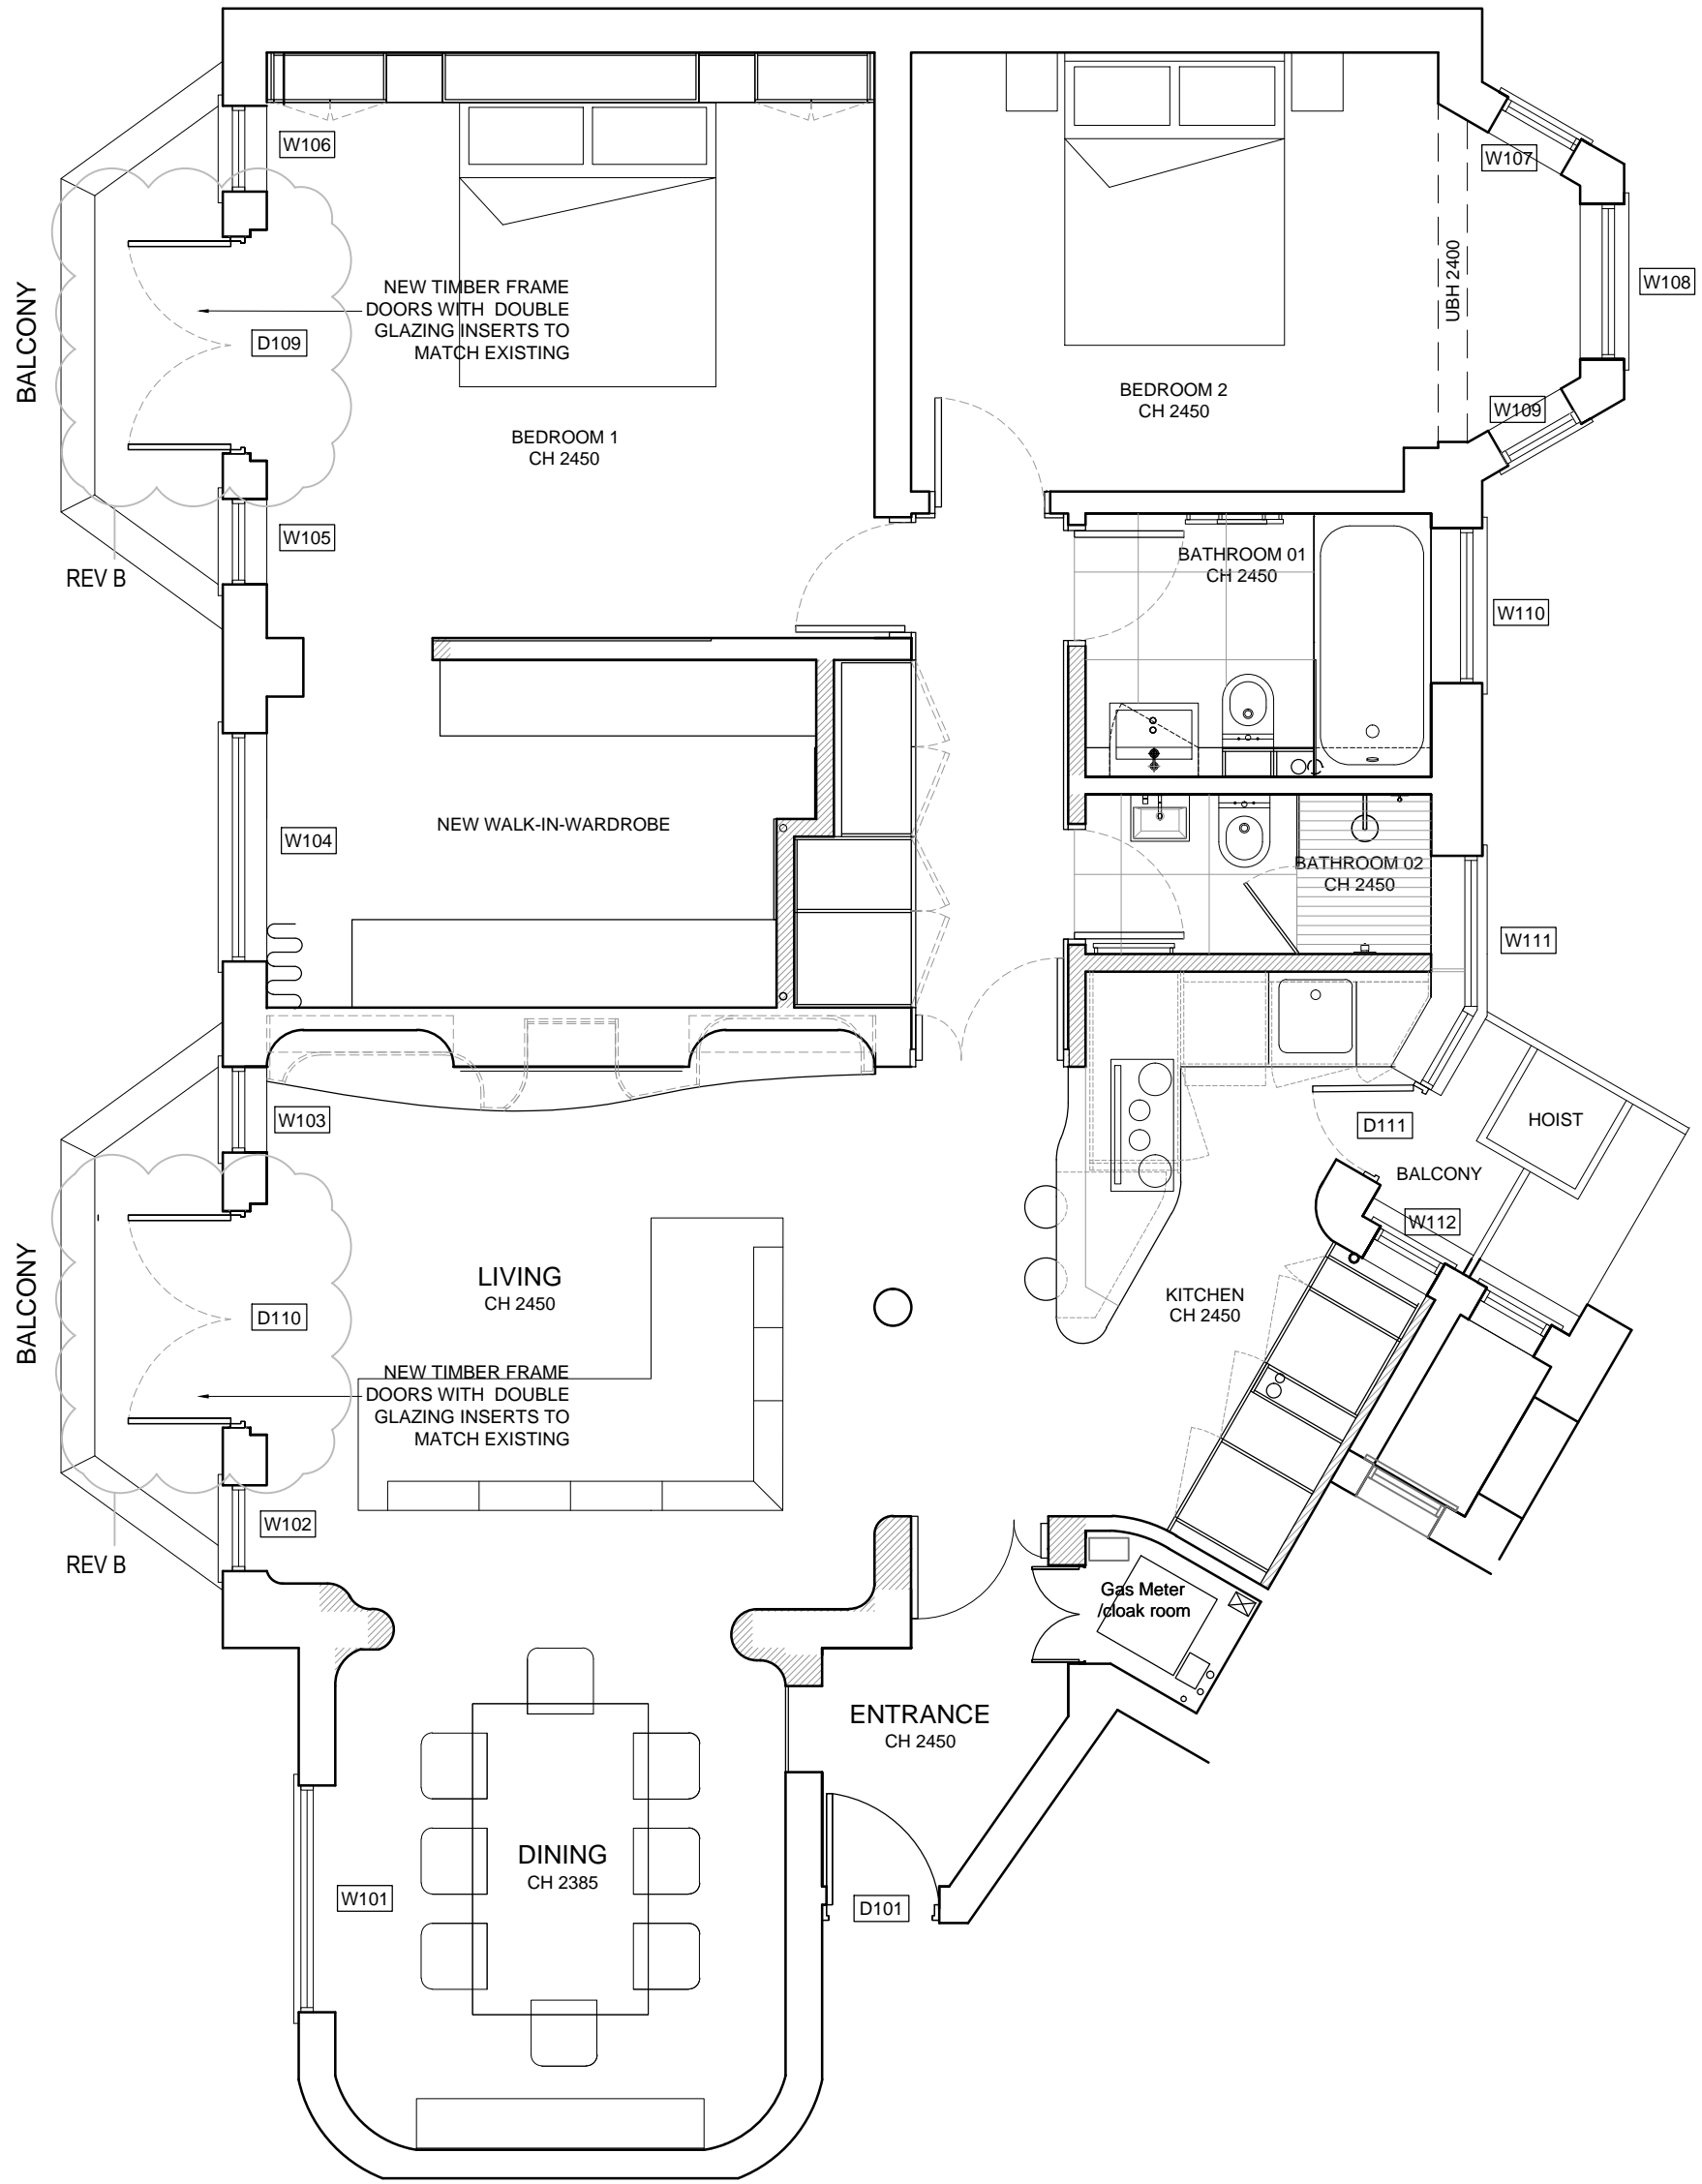 W106
W107
BALCONY
NEW TIMBER FRAME
DOORS WITH DOUBLE
GLAZING INSERTS TO
MATCH EXISTING
D109
UBH 2400
W108
BEDROOM 2
CH 2450
W109
BEDROOM 1
CH 2450
W105
REV B
BATHROOM 01
CH 2450
W110
NEW WALK-IN-WARDROBE
W104
BATHROOM 02
CH 2450
W111
W103
D111
HOIST
BALCONY
W112
BALCONY
LIVING
CH 2450
D110
KITCHEN
CH 2450
NEW TIMBER FRAME
DOORS WITH DOUBLE
GLAZING INSERTS TO
MATCH EXISTING
W102
REV B
Gas Meter
/cloak room
ENTRANCE
CH 2450
DINING
CH 2385
W101
D101